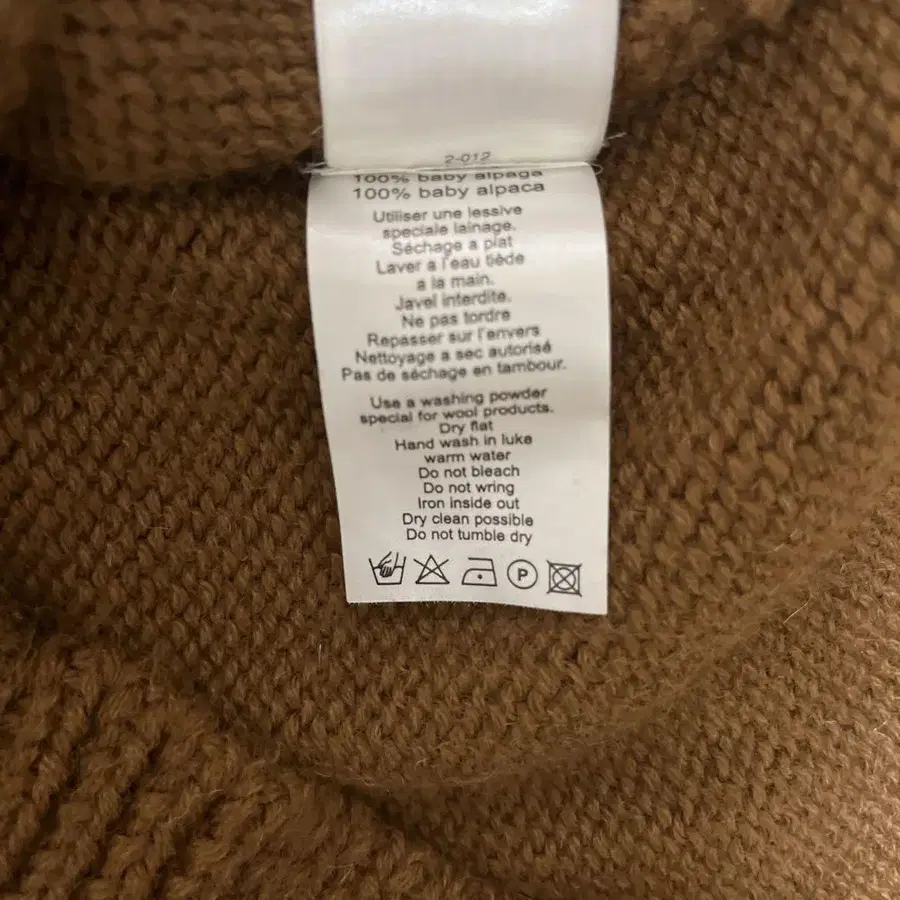 2-012
100% baby alpaga
100% baby alpaca
Utiliser une lessive
speciale lainage.
Séchage a plat
Laver a l'eau tiède
a la main.
Javel interdite.
Ne pas tordre
Repasser sur l'envers
Nettoyage a sec autorisé
Pas de séchage en tambour.
Use a washing powder
special for wool products.
Dry flat
Hand wash in luke
warm water
Do not bleach
Do not wring
Iron inside out
Dry clean possible
Do not tumble dry
P